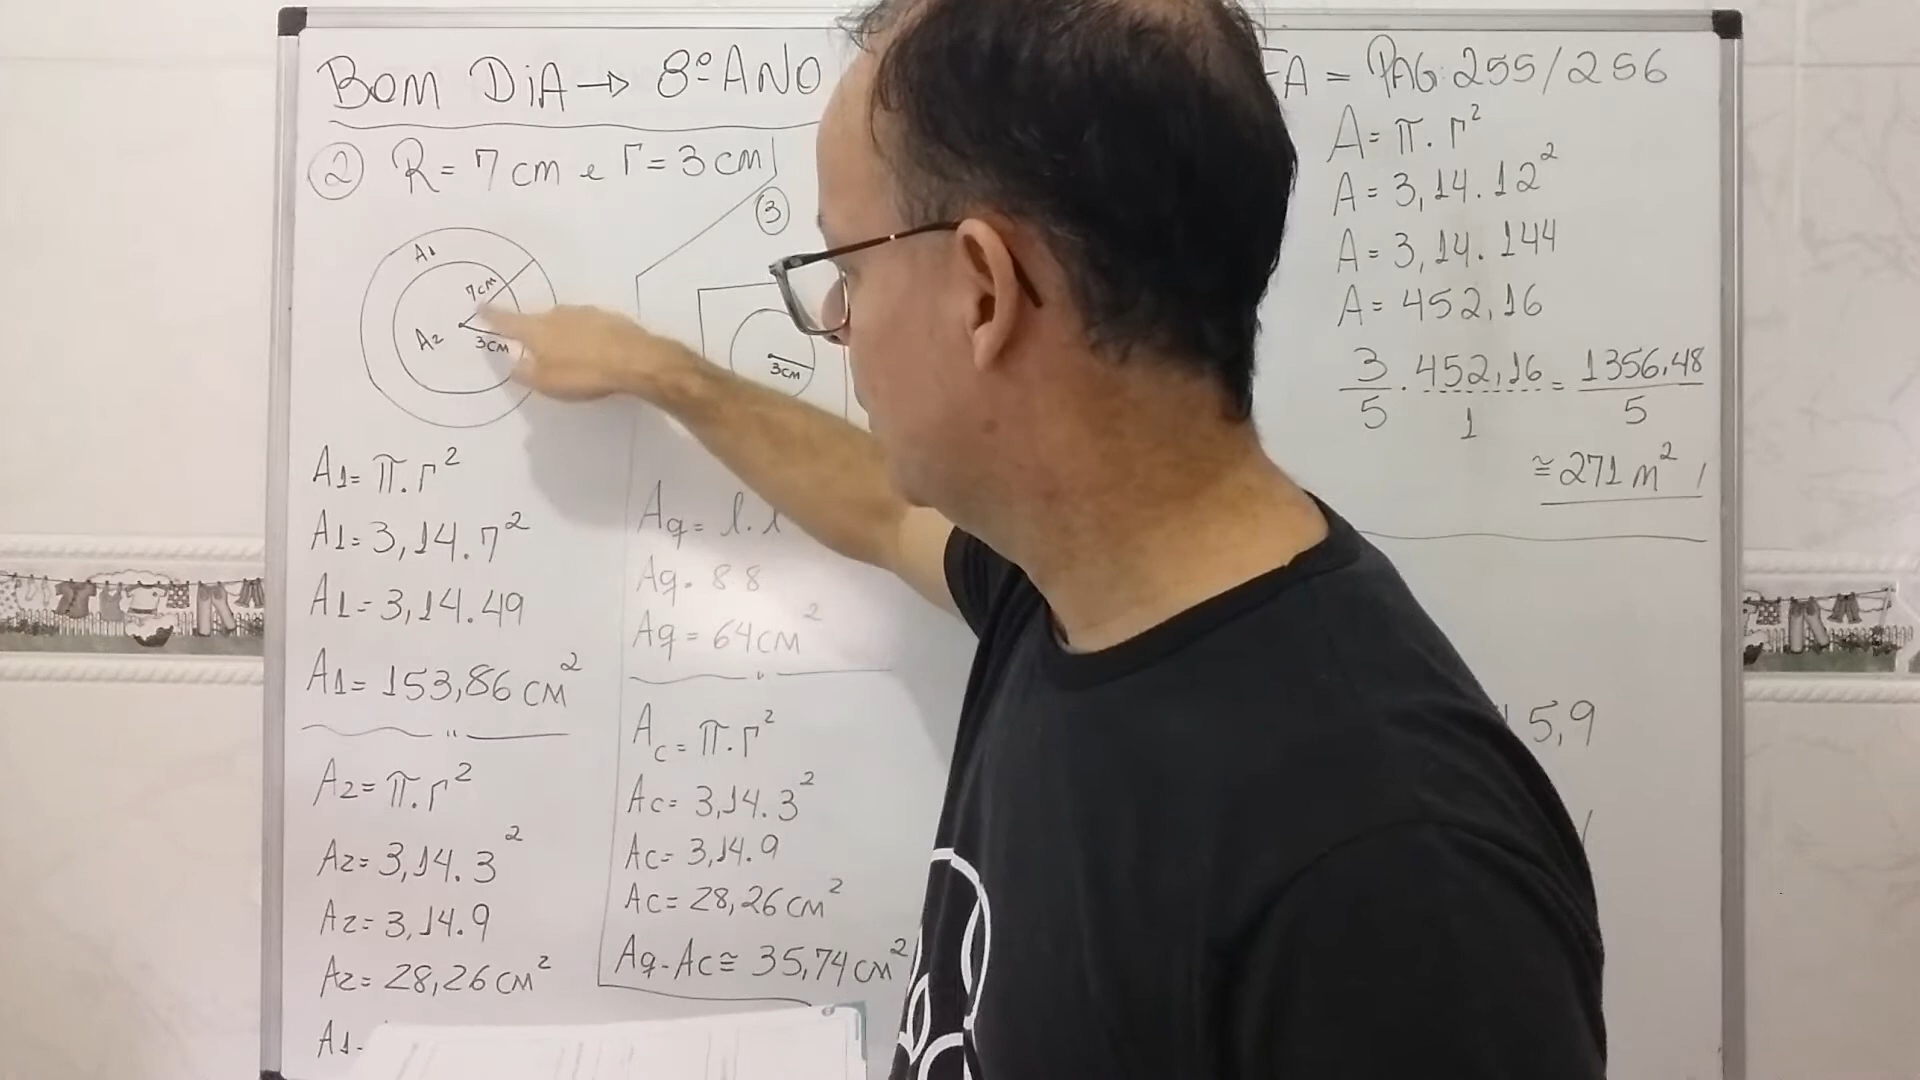 BOM DIA → 8º ANO
② R = 7 cm e r = 3 cm
A1
7cm
A2
3cm
A1 = π.r²
A1 = 3,14.7²
A1 = 3,14.49
A1 = 153,86 cm²
A2 = π.r²
A2 = 3,14.3²
A2 = 3,14.9
A2 = 28,26 cm²
A1-
③
3cm
Aq = l.l
Aq = 8.8
Aq = 64 cm²
Ac = π.r²
Ac = 3,14.3²
Ac = 3,14.9
Ac = 28,26 cm²
Aq - Ac ≅ 35,74 cm²
FA = PÁG: 255/256
A = π.r²
A = 3,14.12²
A = 3,14.144
A = 452,16
3/5 . 452,16/1 = 1356,48/5
≅ 271 m²
5,9